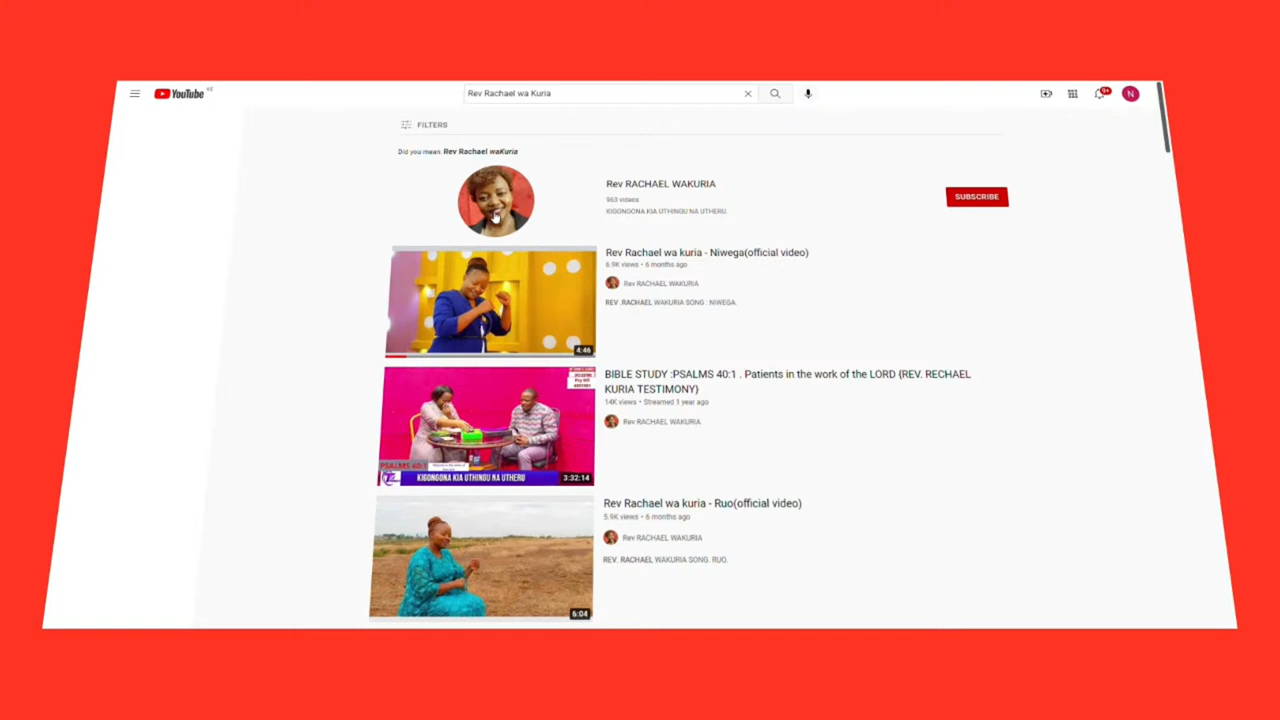 YouTube
Rev Rachael wa Kuria
9+
N
FILTERS
Did you mean: Rev Rachael waKuria
Rev RACHAEL WAKURIA
963 videos
KIGONGONA KIA UTHINGU NA UTHERU.
SUBSCRIBE
Rev Rachael wa kuria - Niwega(official video)
6.9K views • 6 months ago
Rev RACHAEL WAKURIA
REV .RACHAEL WAKURIA SONG : NIWEGA.
4:46
BIBLE STUDY :PSALMS 40:1 . Patients in the work of the LORD {REV. RECHAEL
KURIA TESTIMONY}
14K views • Streamed 1 year ago
Rev RACHAEL WAKURIA
PSALMS 40:1
KIGONGONA KIA UTHINGU NA UTHERU
3:32:14
Rev Rachael wa kuria - Ruo(official video)
5.9K views • 6 months ago
Rev RACHAEL WAKURIA
REV. RACHAEL WAKURIA SONG. RUO.
6:04